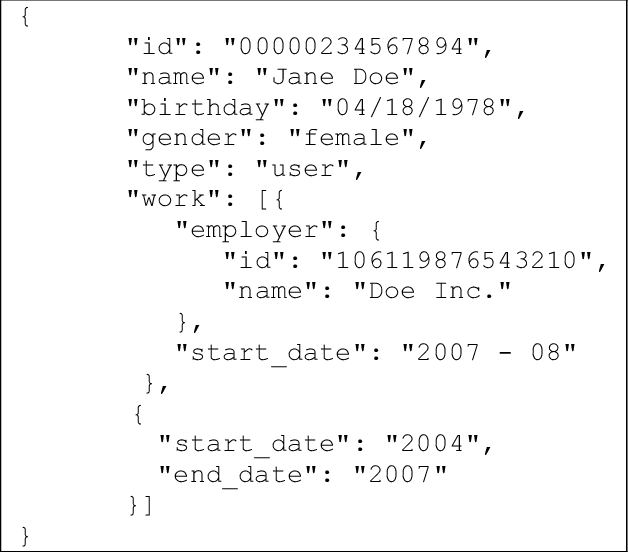 {
"id": "00000234567894",
"name": "Jane Doe",
"birthday": "04/18/1978",
"gender": "female",
"type": "user",
"work": [{
"employer": {
"id": "106119876543210",
"name": "Doe Inc."
},
"start_date": "2007 - 08"
},
{
"start_date": "2004",
"end_date": "2007"
}]
}